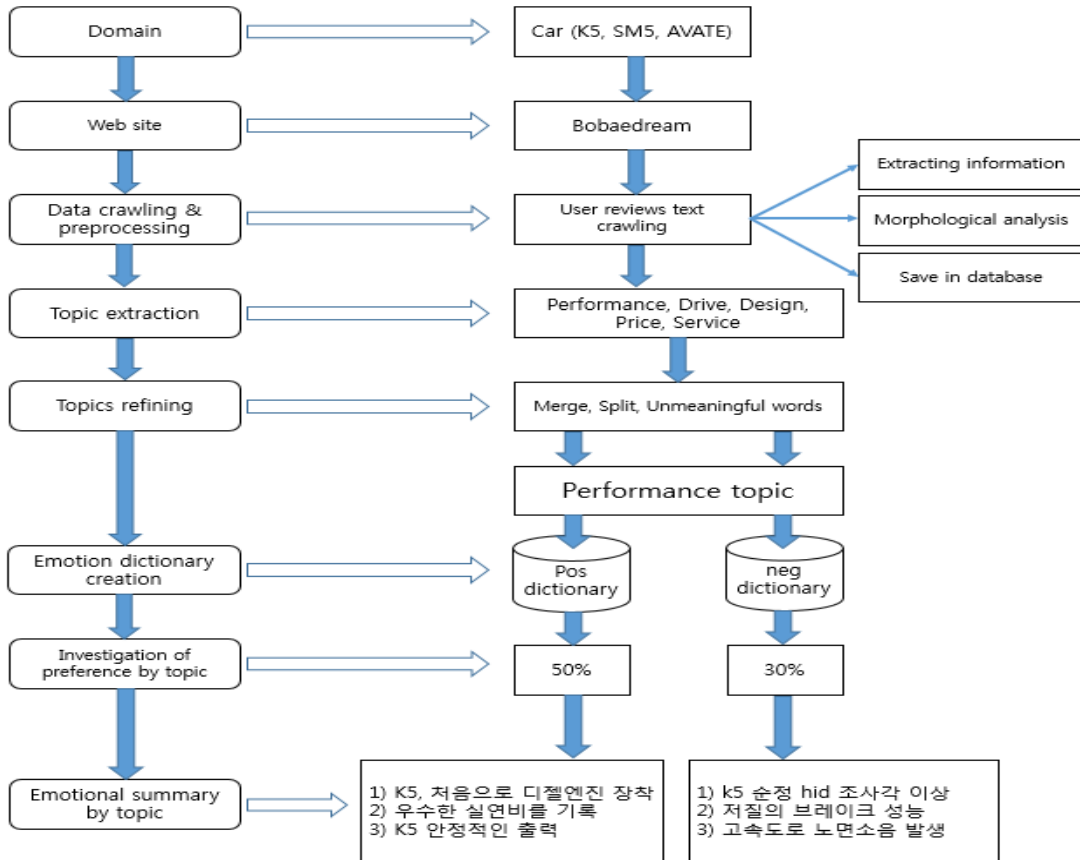 Domain
Car (K5, SM5, AVATE)
Web site
Bobaedream
Extracting information
Data crawling &
preprocessing
User reviews text
crawling
Morphological analysis
Save in database
Topic extraction
Performance, Drive, Design,
Price, Service
Topics refining
Merge, Split, Unmeaningful words
Performance topic
Emotion dictionary
creation
Pos
dictionary
neg
dictionary
Investigation of
preference by topic
50%
30%
Emotional summary
by topic
1) K5, 처음으로 디젤엔진 장착
2) 우수한 실연비를 기록
3) K5 안정적인 출력
1) k5 순정 hid 조사각 이상
2) 저질의 브레이크 성능
3) 고속도로 노면소음 발생